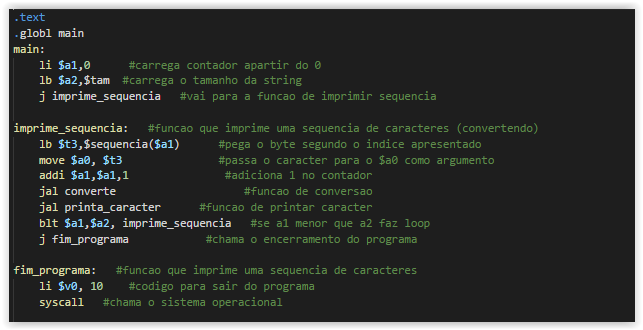 .text
.globl main
main:
    li $a1,0      #carrega contador apartir do 0
    lb $a2,$tam  #carrega o tamanho da string
    j imprime_sequencia   #vai para a funcao de imprimir sequencia

imprime_sequencia:   #funcao que imprime uma sequencia de caracteres (convertendo)
    lb $t3,$sequencia($a1)      #pega o byte segundo o indice apresentado
    move $a0, $t3               #passa o caracter para o $a0 como argumento
    addi $a1,$a1,1               #adiciona 1 no contador
    jal converte                    #funcao de conversao
    jal printa_caracter      #funcao de printar caracter
    blt $a1,$a2, imprime_sequencia   #se a1 menor que a2 faz loop
    j fim_programa            #chama o encerramento do programa

fim_programa:   #funcao que imprime uma sequencia de caracteres
    li $v0, 10    #codigo para sair do programa
    syscall   #chama o sistema operacional